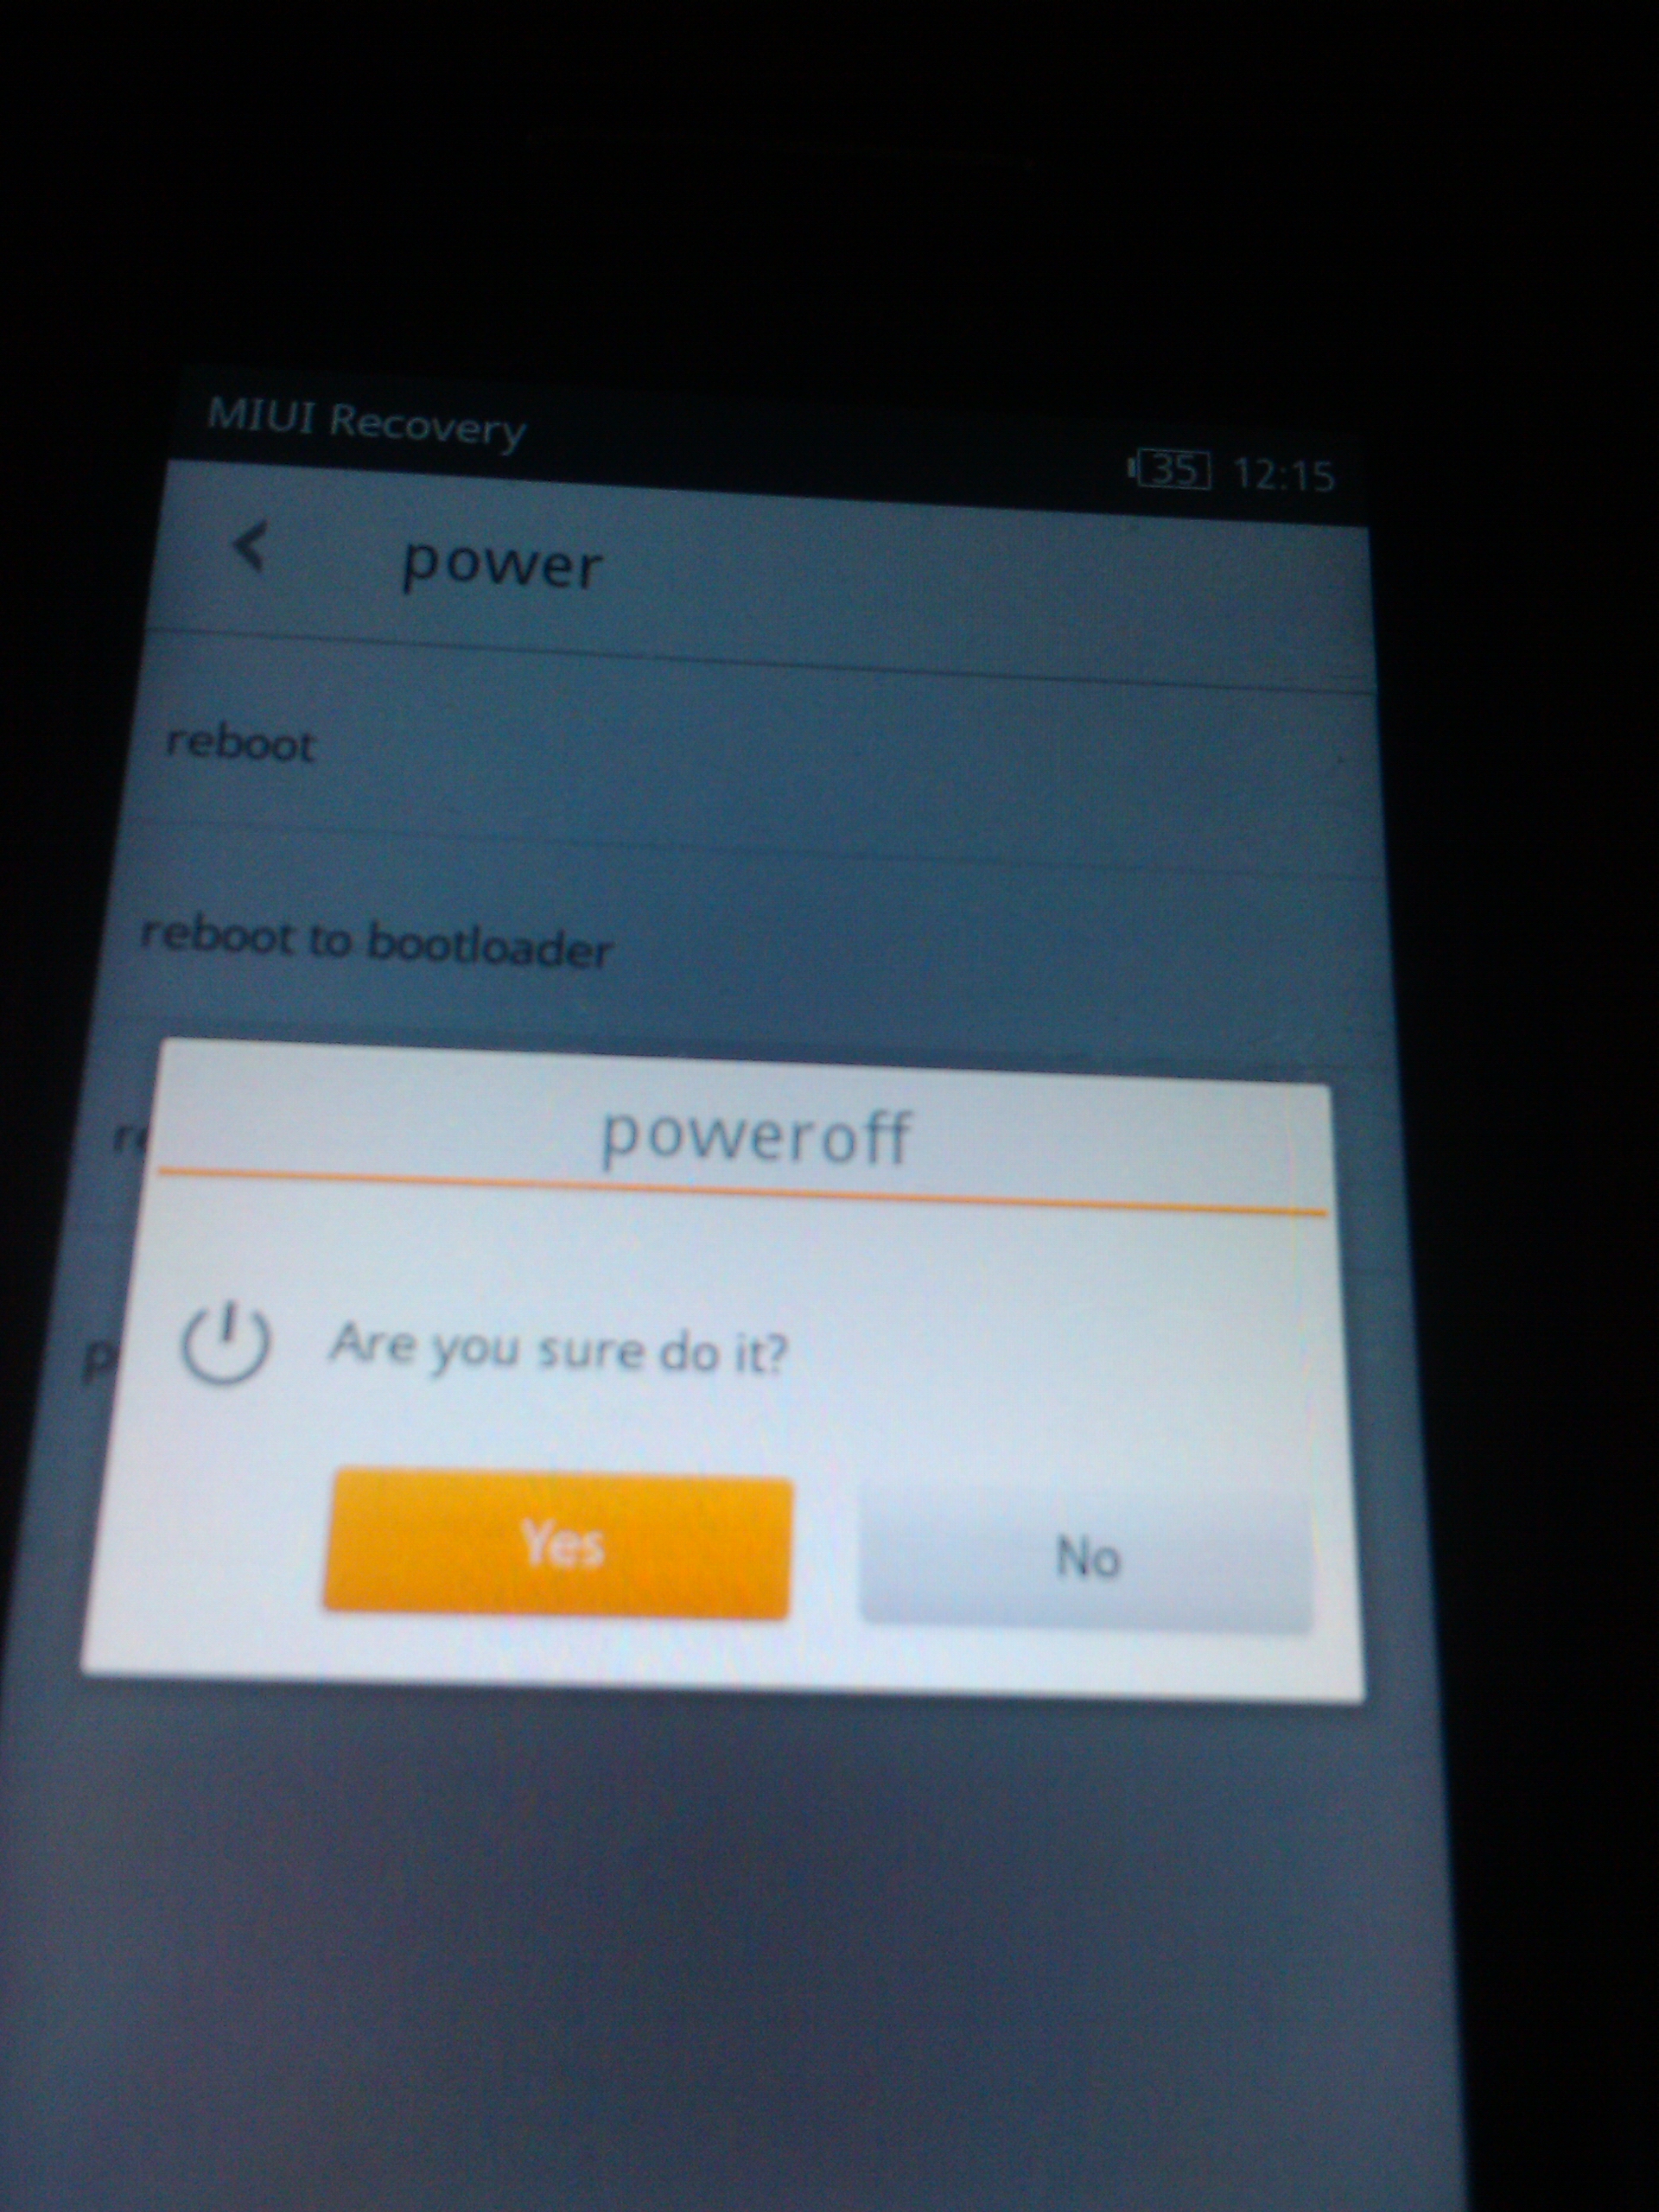 MIUI Recovery
35 12:15
power
reboot
reboot to bootloader
poweroff
Are you sure do it?
Yes
No